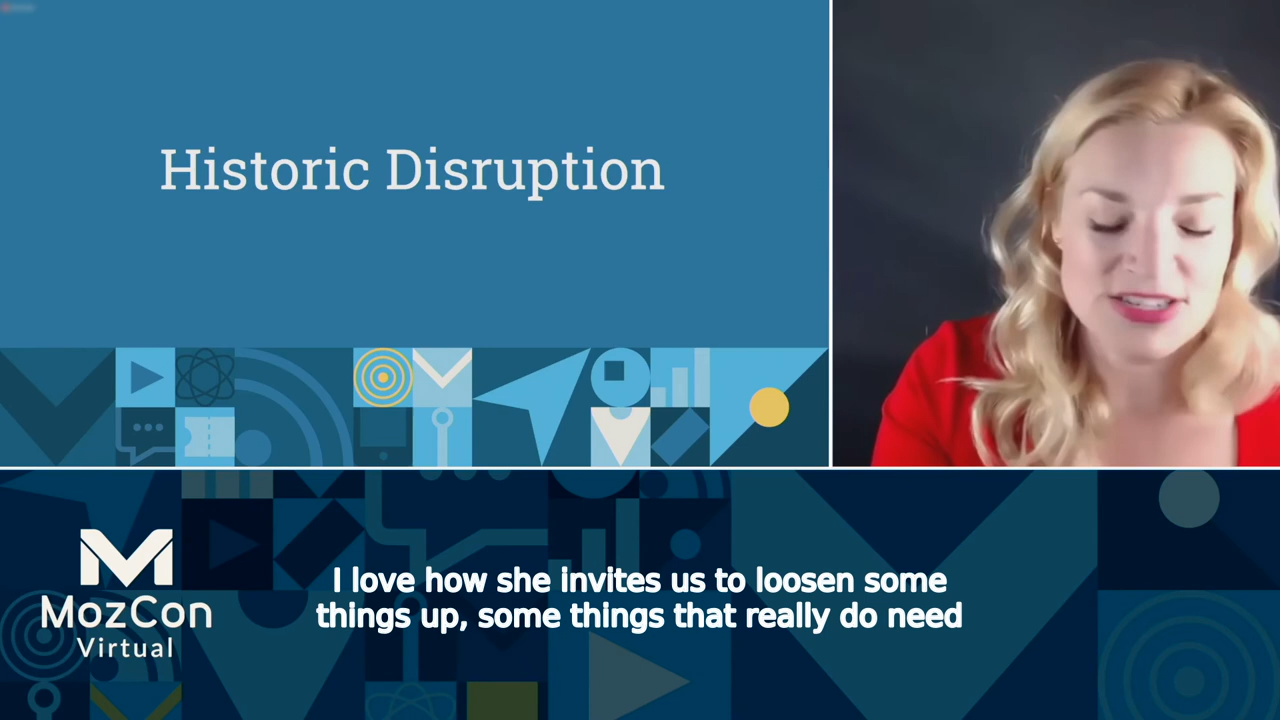 Historic Disruption
MozCon
Virtual
I love how she invites us to loosen some
things up, some things that really do need